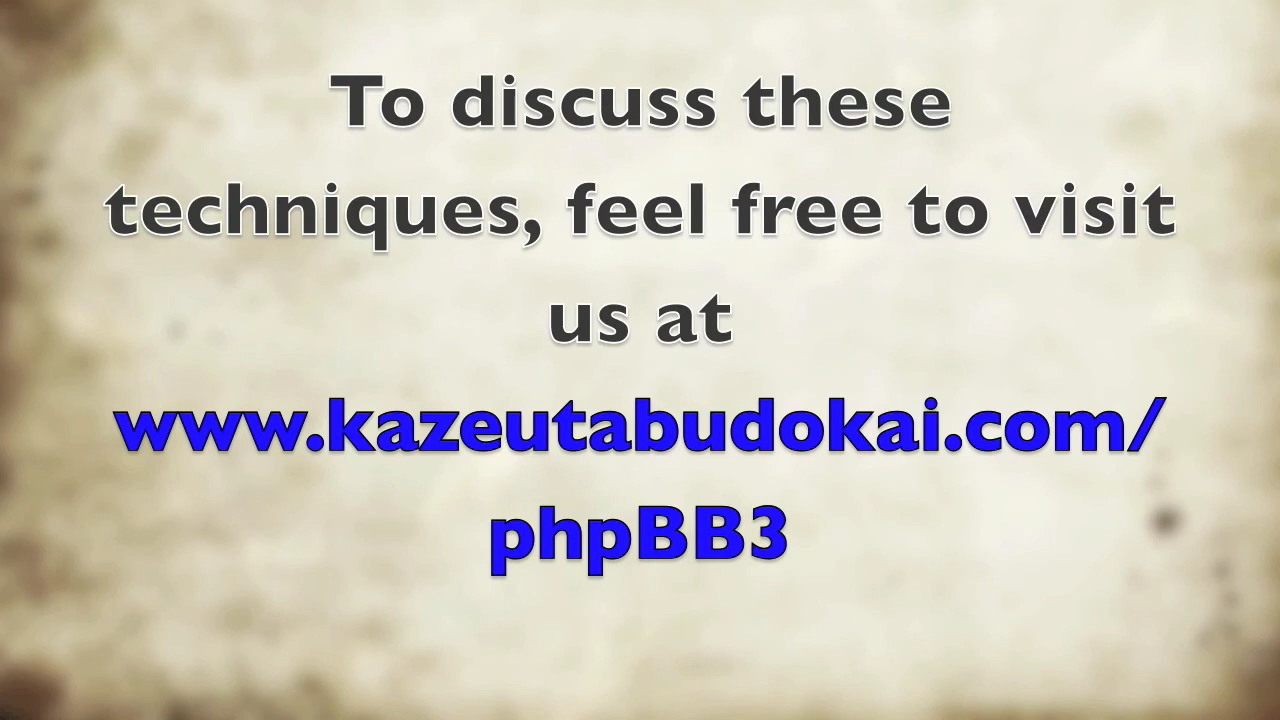 To discuss these
techniques, feel free to visit
us at
www.kazeutabudokai.com/
phpBB3